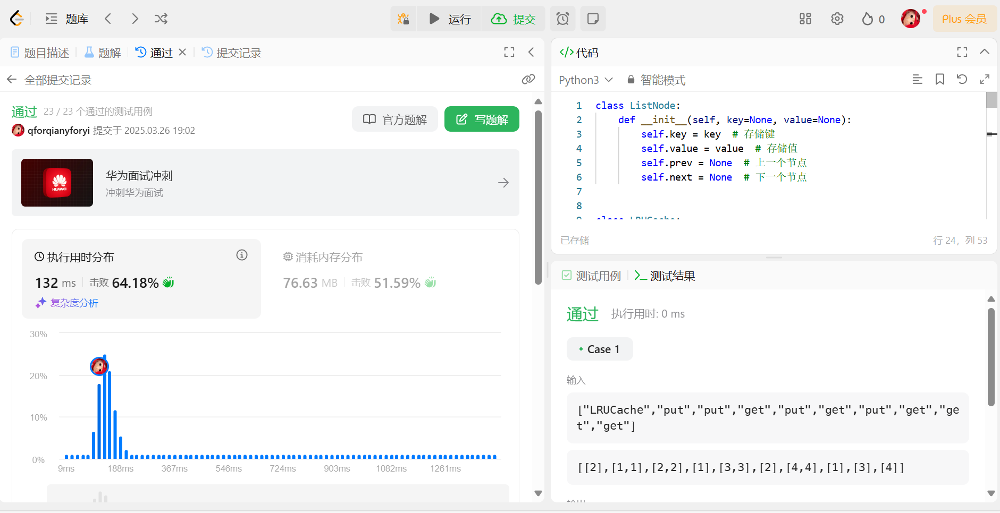 题库
运行
提交
0
Plus 会员
题目描述
题解
通过
提交记录
全部提交记录
通过 23 / 23 个通过的测试用例
qforqianyforyi 提交于 2025.03.26 19:02
官方题解
写题解
HUAWEI
华为面试冲刺
冲刺华为面试
执行用时分布
132 ms 击败 64.18%
复杂度分析
消耗内存分布
76.63 MB 击败 51.59%
30%
20%
10%
0%
9ms 188ms 367ms 546ms 724ms 903ms 1082ms 1261ms
</>代码
Python3 智能模式
1 class ListNode:
2 def __init__(self, key=None, value=None):
3 self.key = key # 存储键
4 self.value = value # 存储值
5 self.prev = None # 上一个节点
6 self.next = None # 下一个节点
7
8
9 class LRUCache:
已存储
行 24, 列 53
测试用例
测试结果
通过 执行用时: 0 ms
Case 1
输入
["LRUCache","put","put","get","put","get","put","get","ge
t","get"]
[[2],[1,1],[2,2],[1],[3,3],[2],[4,4],[1],[3],[4]]
输出